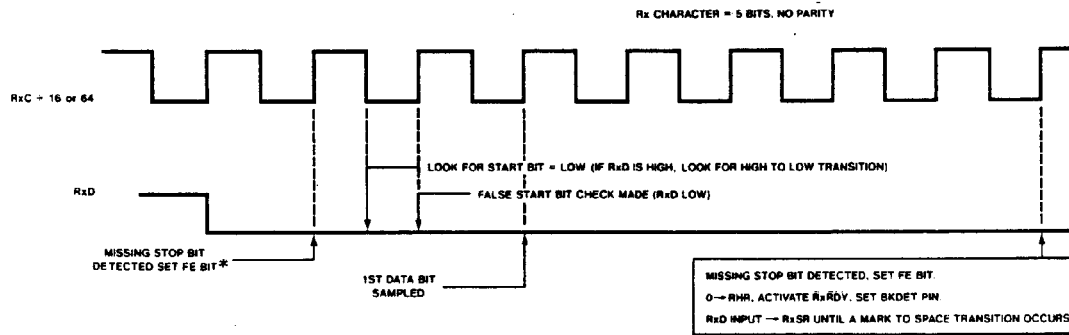 Rx CHARACTER = 5 BITS, NO PARITY
RxC ÷ 16 or 64
LOOK FOR START BIT = LOW (IF RxD IS HIGH, LOOK FOR HIGH TO LOW TRANSITION)
RxD
FALSE START BIT CHECK MADE (RxD LOW)
MISSING STOP BIT
DETECTED SET FE BIT*
1ST DATA BIT
SAMPLED
MISSING STOP BIT DETECTED, SET FE BIT.
0→RHR, ACTIVATE R̅x̅R̅D̅Y̅, SET BKDET PIN.
RxD INPUT → RxSR UNTIL A MARK TO SPACE TRANSITION OCCURS